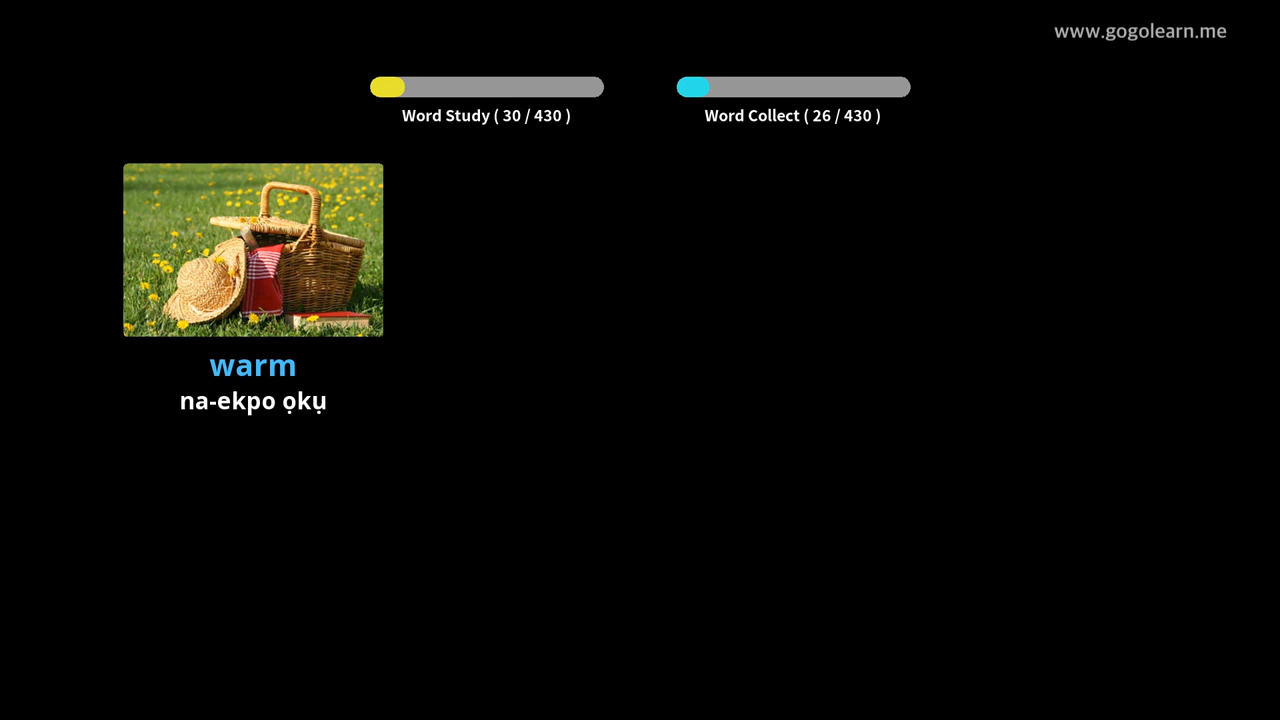 www.gogolearn.me
Word Study ( 30 / 430 )
Word Collect ( 26 / 430 )
warm
na-ekpo ọkụ